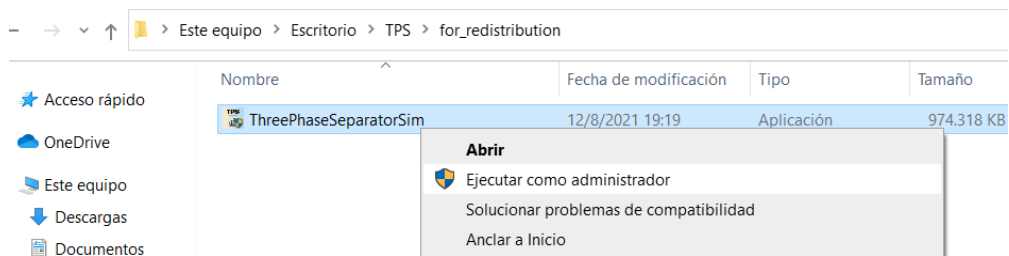 Este equipo > Escritorio > TPS > for_redistribution
Nombre Fecha de modificación Tipo Tamaño
Acceso rápido
TPS ThreePhaseSeparatorSim 12/8/2021 19:19 Aplicación 974.318 KB
OneDrive
Abrir
Este equipo
Ejecutar como administrador
Descargas
Solucionar problemas de compatibilidad
Documentos
Anclar a Inicio